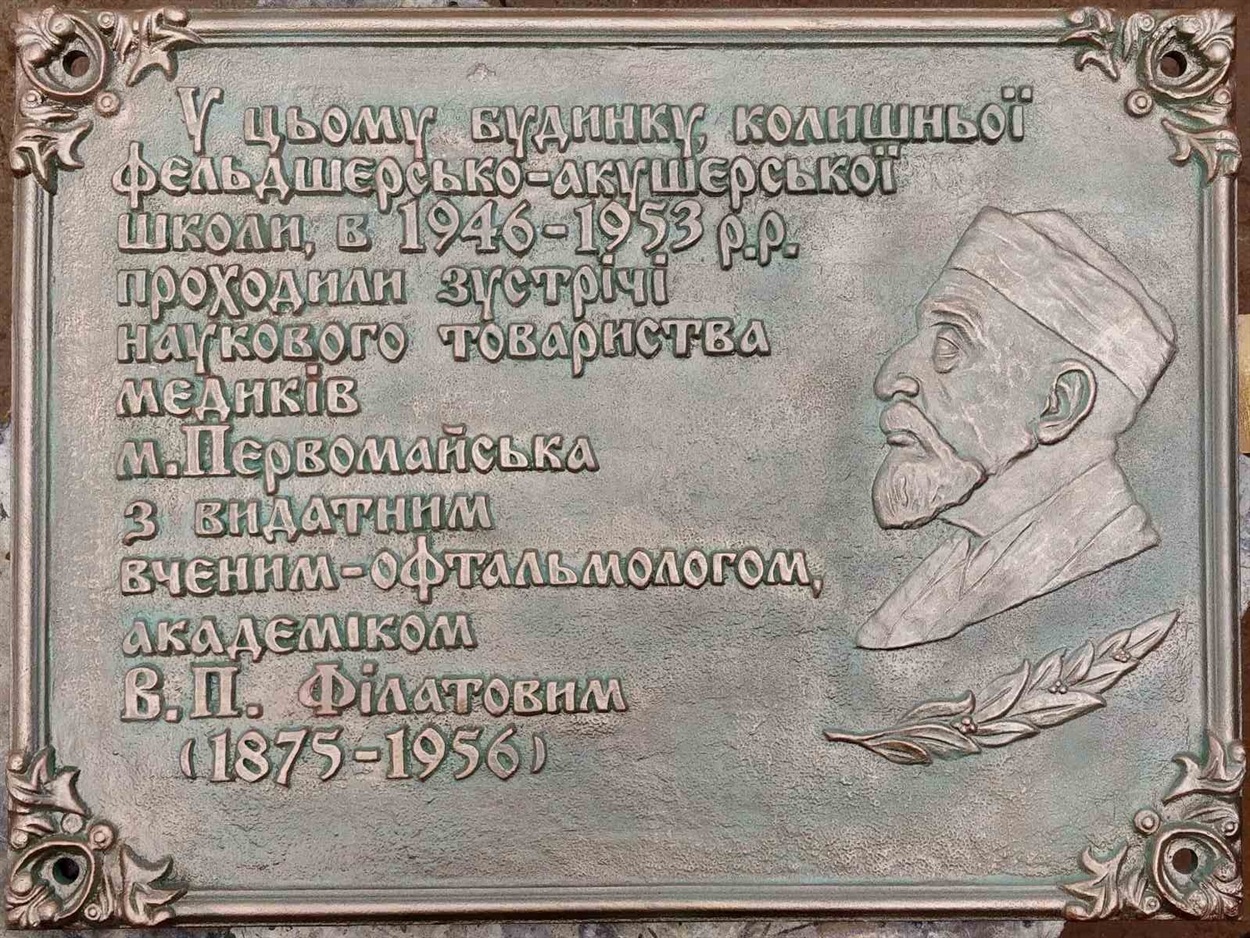 У цьому будинку, колишньої
фельдшерсько-акушерської
школи, в 1946-1953 р.р.
проходили зустрічі
наукового товариства
медиків
м.Первомайська
з видатним
вченим-офтальмологом,
академіком
В.П. Філатовим
(1875-1956)